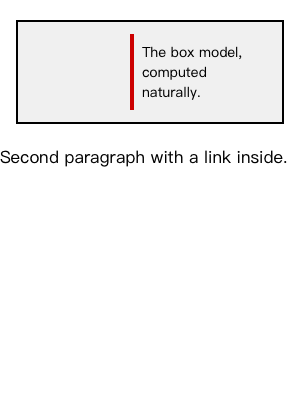 The box model,
computed
naturally.
Second paragraph with a link inside.